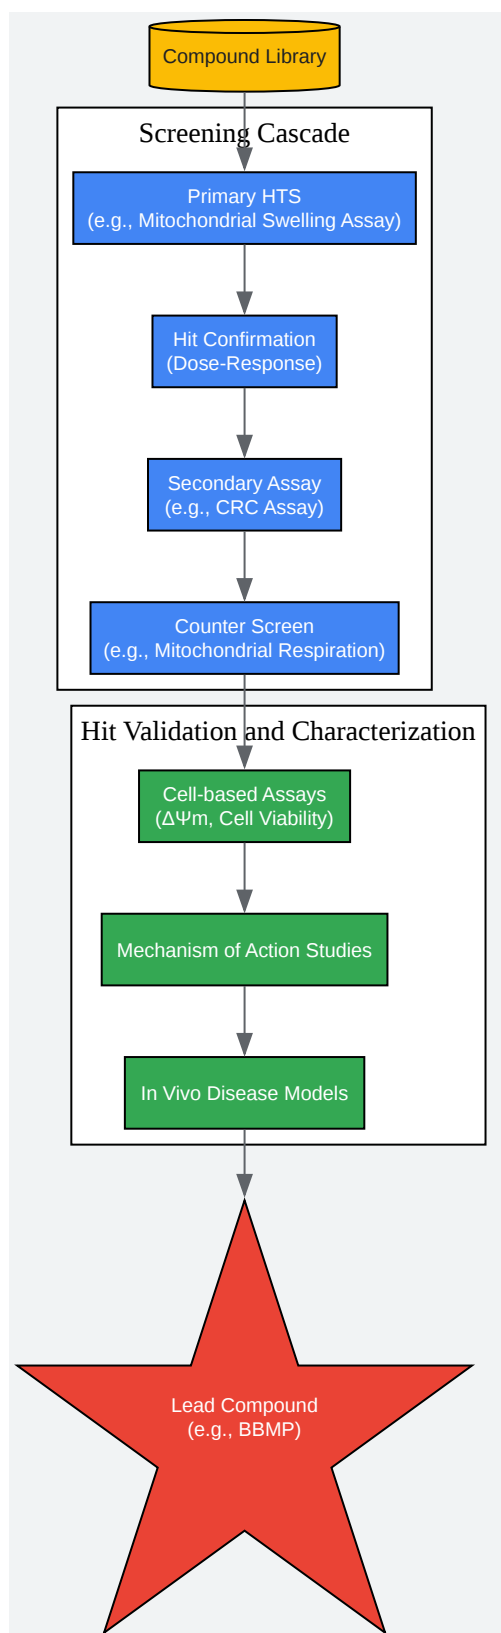 Compound Library
Screening Cascade
Primary HTS
(e.g., Mitochondrial Swelling Assay)
Hit Confirmation
(Dose-Response)
Secondary Assay
(e.g., CRC Assay)
Counter Screen
(e.g., Mitochondrial Respiration)
Hit Validation and Characterization
Cell-based Assays
(ΔΨm, Cell Viability)
Mechanism of Action Studies
In Vivo Disease Models
Lead Compound
(e.g., BBMP)